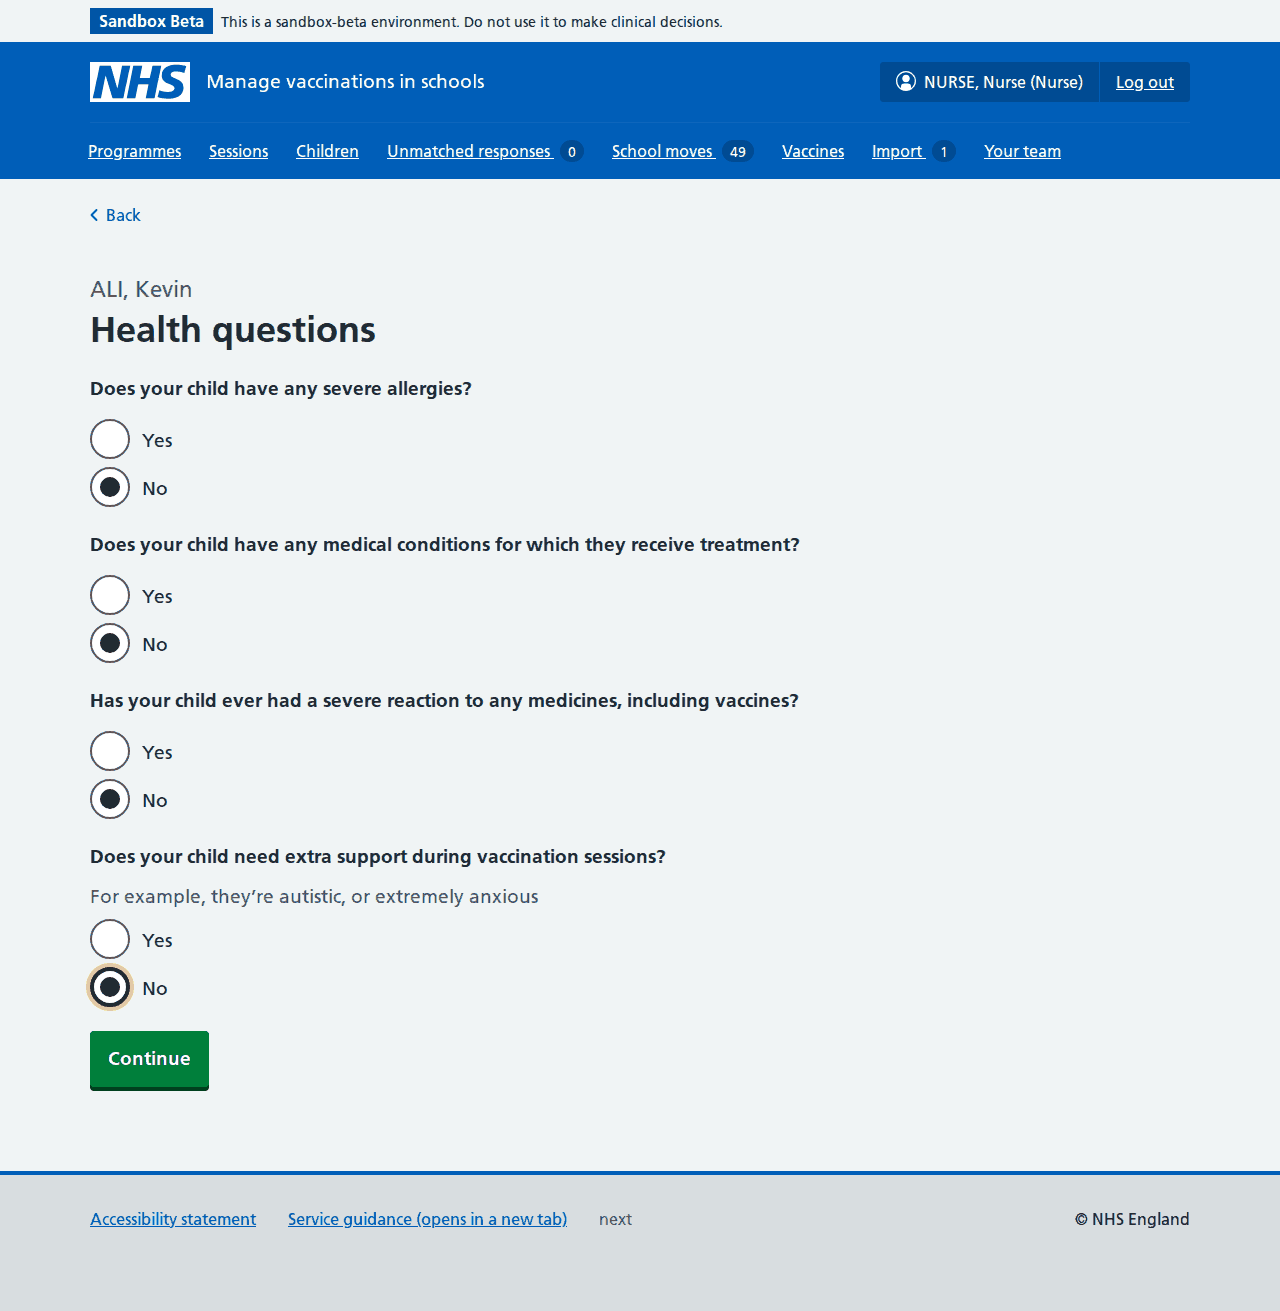 Sandbox Beta This is a sandbox-beta environment. Do not use it to make clinical decisions.
NHS Manage vaccinations in schools NURSE, Nurse (Nurse) Log out
Programmes Sessions Children Unmatched responses 0 School moves 49 Vaccines Import 1 Your team
Back
ALI, Kevin
Health questions
Does your child have any severe allergies?
Yes
No
Does your child have any medical conditions for which they receive treatment?
Yes
No
Has your child ever had a severe reaction to any medicines, including vaccines?
Yes
No
Does your child need extra support during vaccination sessions?
For example, they’re autistic, or extremely anxious
Yes
No
Continue
Accessibility statement Service guidance (opens in a new tab) next © NHS England